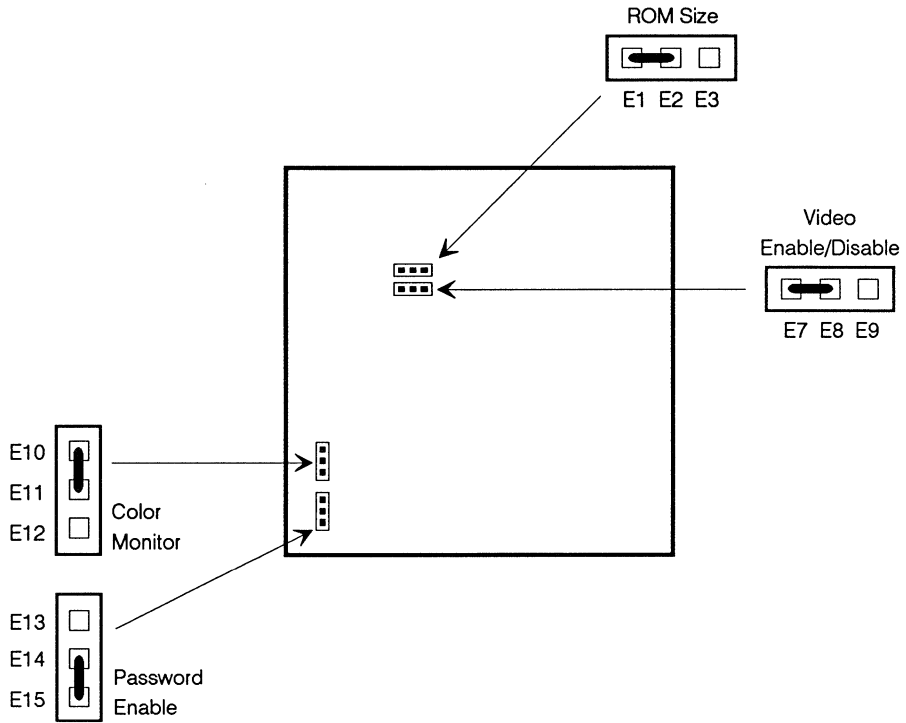 ROM Size
E1 E2 E3
Video
Enable/Disable
E7 E8 E9
E10
E11
E12
Color
Monitor
E13
E14
E15
Password
Enable